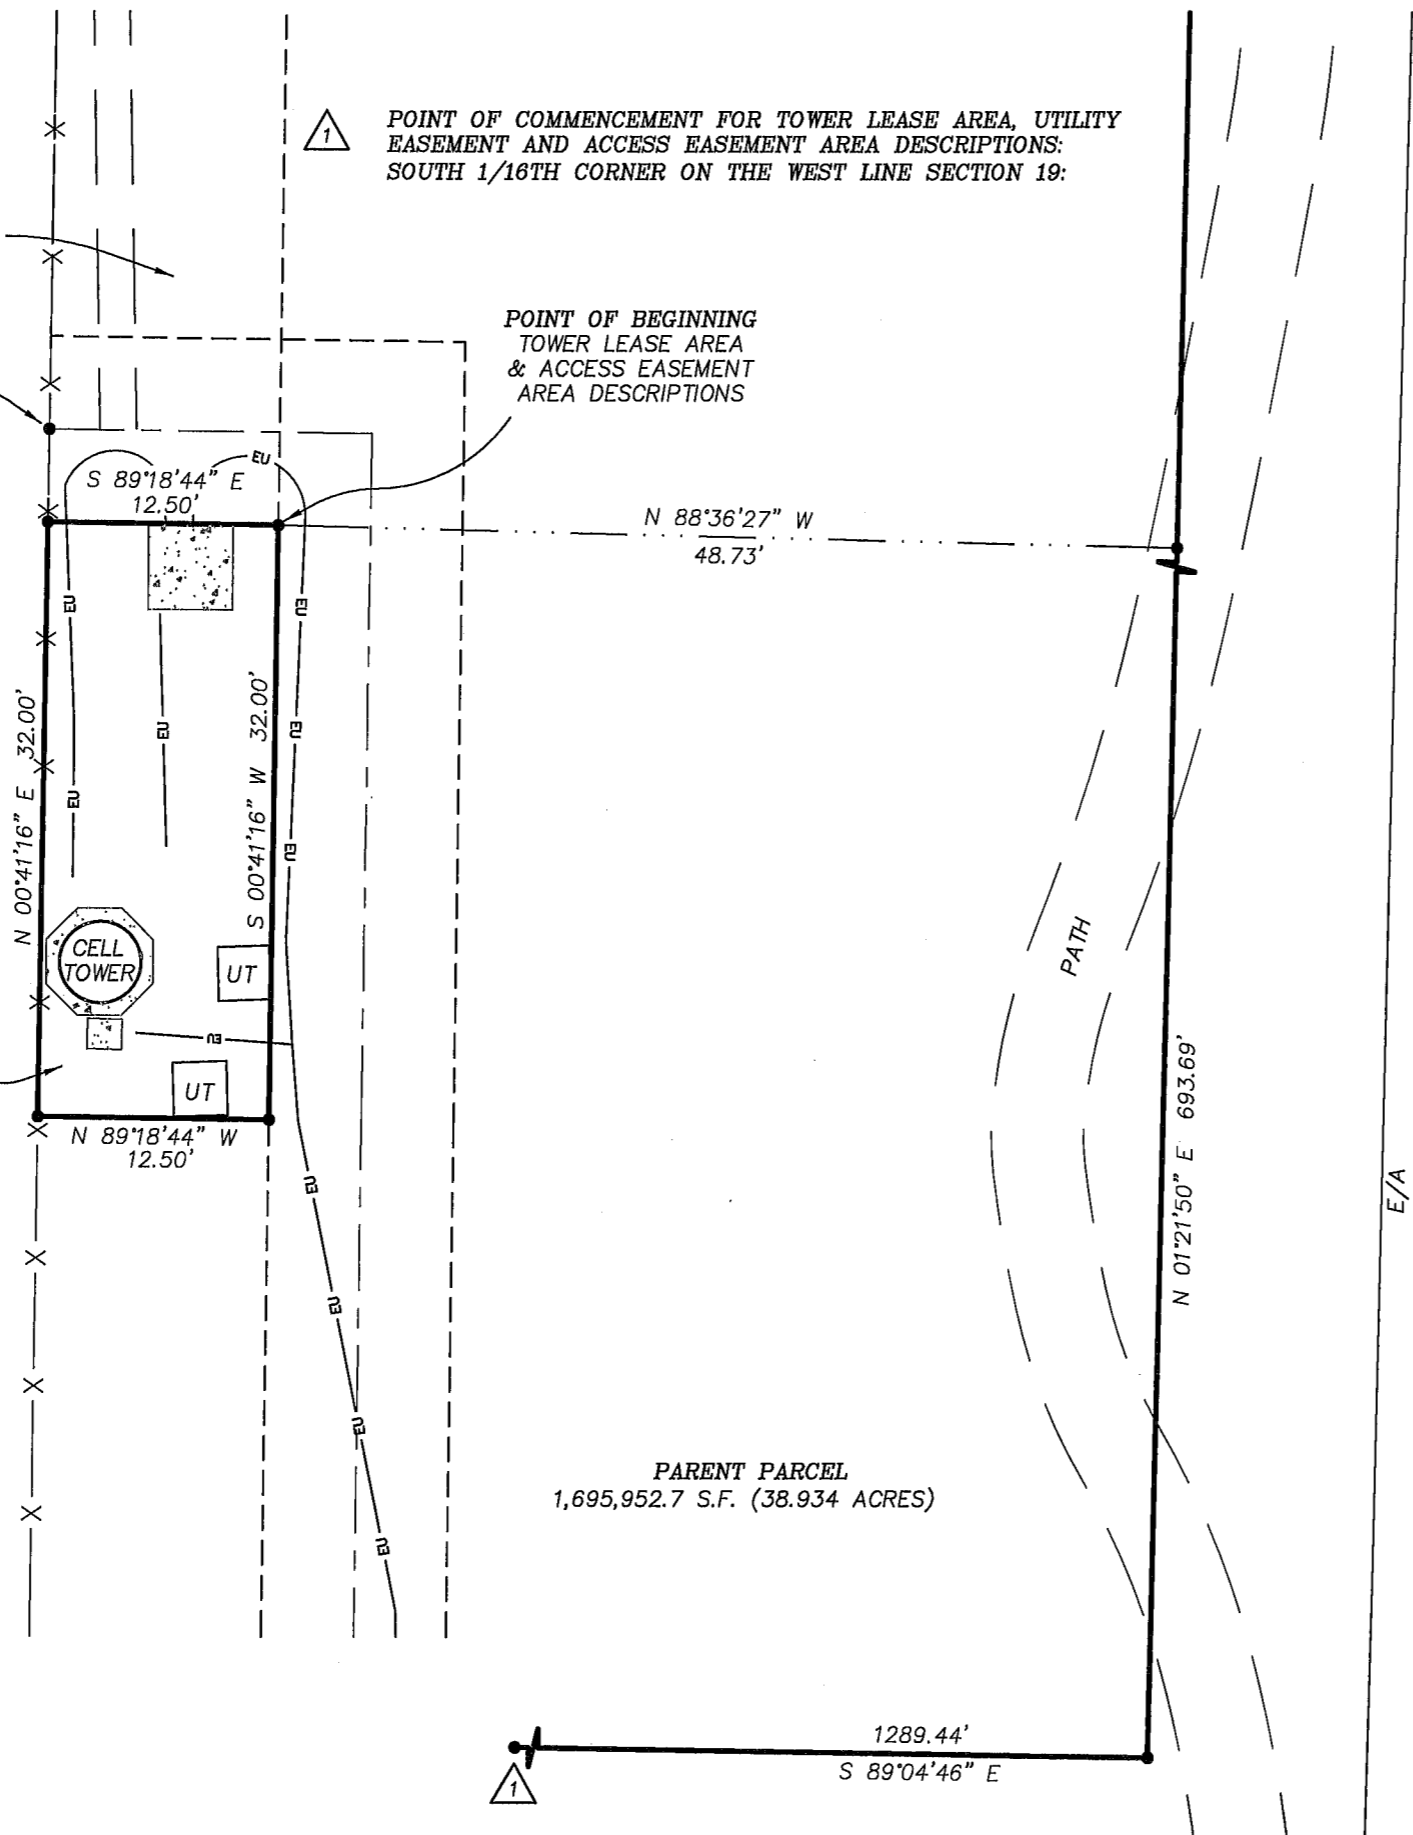 1
POINT OF COMMENCEMENT FOR TOWER LEASE AREA, UTILITY
EASEMENT AND ACCESS EASEMENT AREA DESCRIPTIONS:
SOUTH 1/16TH CORNER ON THE WEST LINE SECTION 19:
POINT OF BEGINNING
TOWER LEASE AREA
& ACCESS EASEMENT
AREA DESCRIPTIONS
EU
S 89°18'44" E
12.50'
N 88°36'27" W
48.73'
EU
EU
N 00°41'16" E 32.00'
S 00°41'16" W 32.00'
EU
EU
EU
EU
CELL
TOWER
UT
PATH
EU
UT
N 89°18'44" W
12.50'
N 01°21'50" E 693.69'
E/A
EU
EU
EU
EU
PARENT PARCEL
1,695,952.7 S.F. (38.934 ACRES)
1289.44'
S 89°04'46" E
1